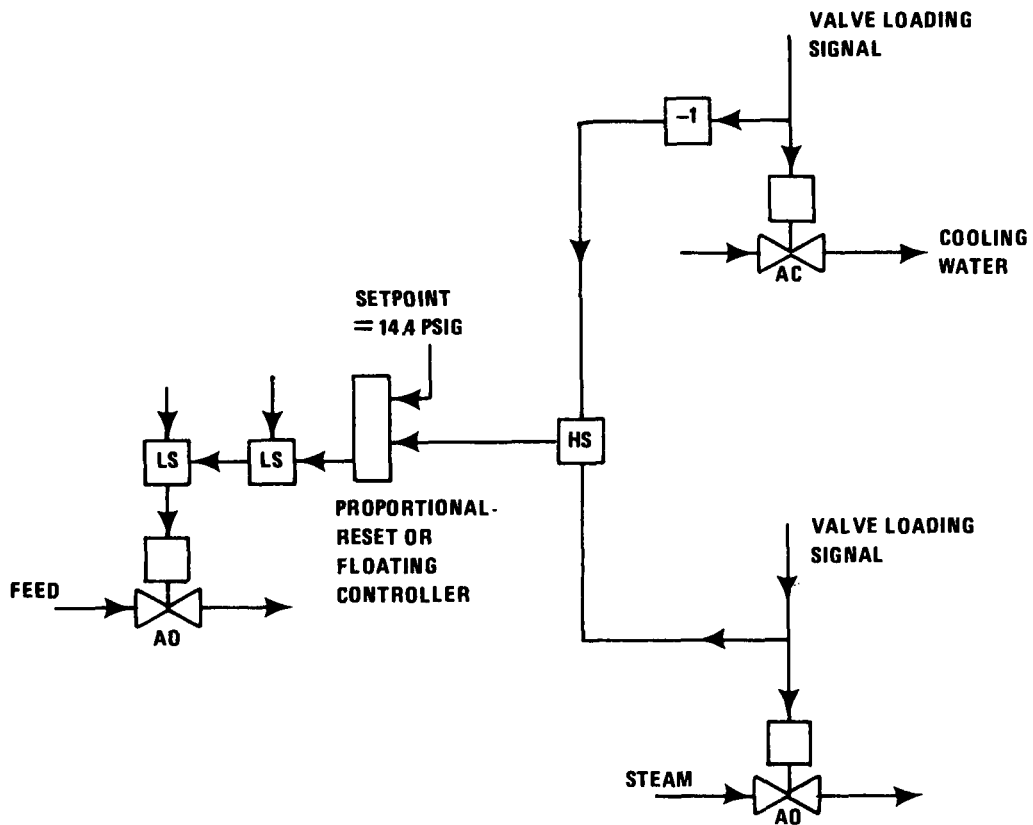 VALVE LOADING
SIGNAL
-1
COOLING
WATER
AC
SETPOINT
= 14.4 PSIG
HS
LS
LS
PROPORTIONAL-
RESET OR
FLOATING
CONTROLLER
VALVE LOADING
SIGNAL
FEED
AO
STEAM
AO